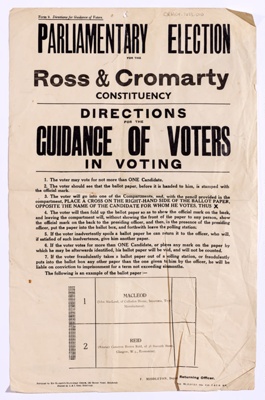 FORM 6. Directions for Guidance of Voters.
PARLIAMENTARY ELECTION
FOR THE
Ross & Cromarty
CONSTITUENCY
DIRECTIONS
FOR THE
GUIDANCE OF VOTERS
IN VOTING
1. The voter may vote for not more than ONE Candidate.
2. The voter should see that the ballot paper, before it is handed to him, is stamped with
the official mark.
3. The voter will go into one of the Compartments, and, with the pencil provided in the
compartment, PLACE A CROSS ON THE RIGHT-HAND SIDE OF THE BALLOT PAPER,
OPPOSITE THE NAME OF THE CANDIDATE FOR WHOM HE VOTES, THUS X
4. The voter will then fold up the ballot paper so as to show the official mark on the back,
and leaving the compartment will, without showing the front of the paper to any person, show
the official mark on the back to the presiding officer, and then, in the presence of the presiding
officer, put the paper into the ballot box, and forthwith leave the polling station.
5. If the voter inadvertently spoils a ballot paper he can return it to the officer, who will,
if satisfied of such inadvertence, give him another paper.
6. If the voter votes for more than ONE Candidate, or places any mark on the paper by
which he may be afterwards identified, his ballot paper will be void, and will not be counted.
7. If the voter fraudulently takes a ballot paper out of a polling station, or fraudulently
puts into the ballot box any other paper than the one given to him by the officer, he will be
liable on conviction to imprisonment for a term not exceeding six months.
The following is an example of the ballot paper:—
1
MACLEOD
2
REID
Returning Officer.